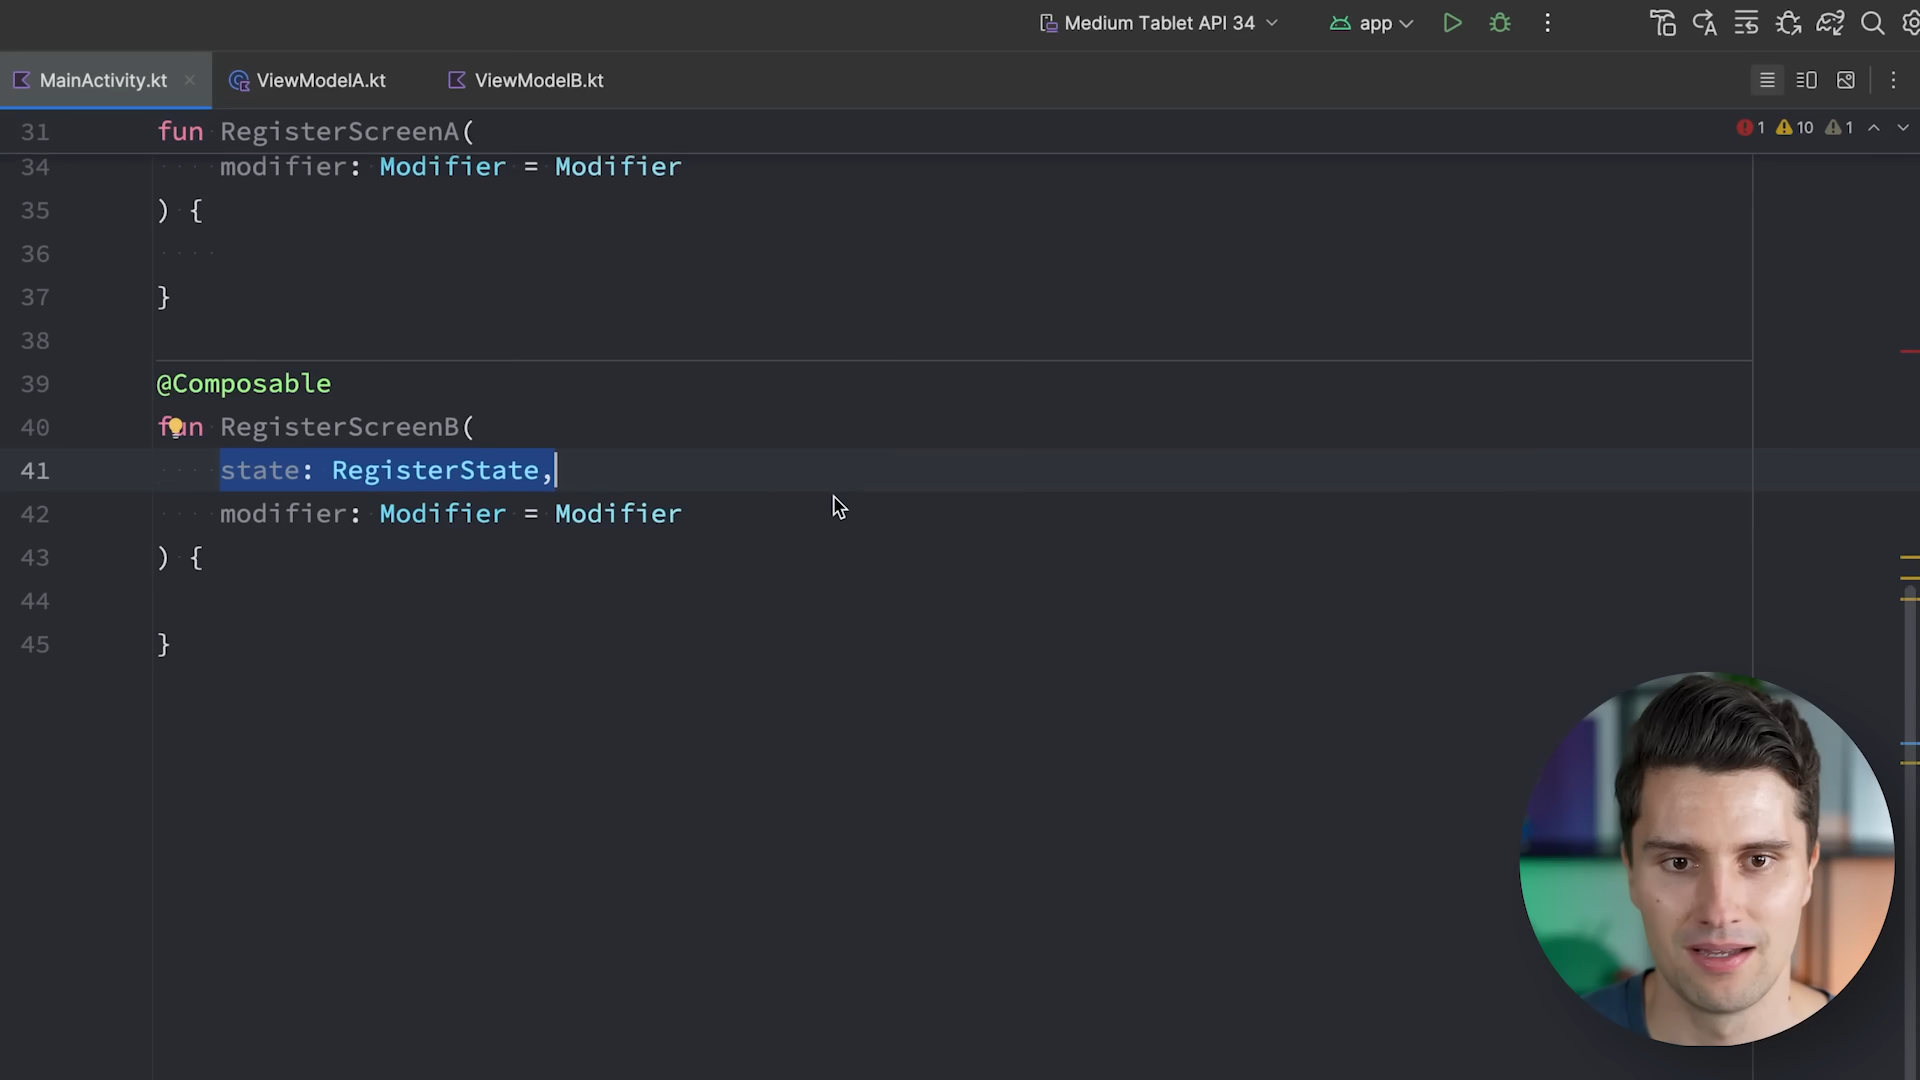 Medium Tablet API 34
app
MainActivity.kt
ViewModelA.kt
ViewModelB.kt
31 fun RegisterScreenA(
1 10 1
34 modifier: Modifier = Modifier
35 ) {
36
37 }
38
39 @Composable
40 fun RegisterScreenB(
41 state: RegisterState,
42 modifier: Modifier = Modifier
43 ) {
44
45 }